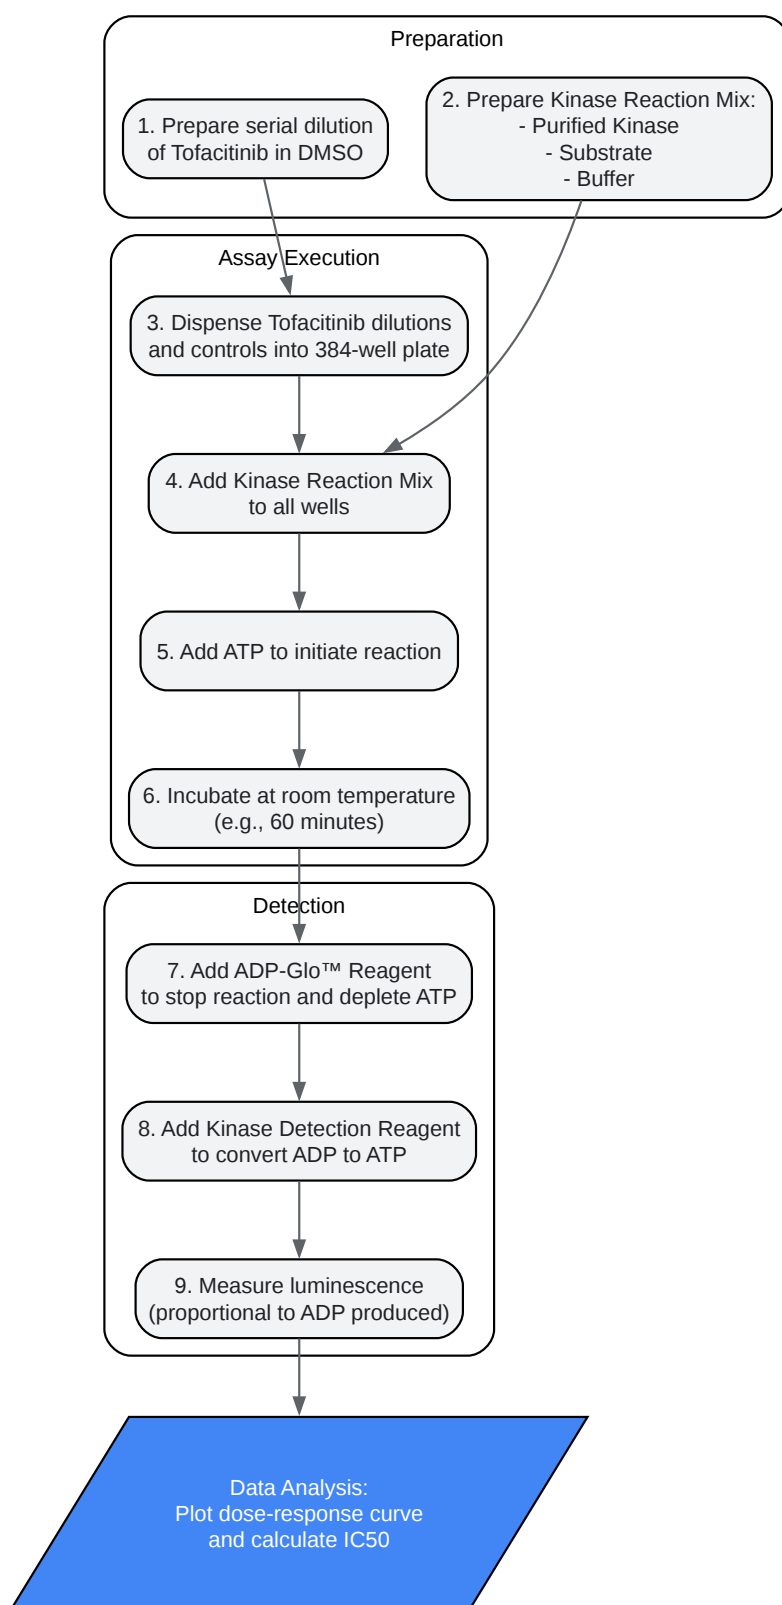 Preparation
1. Prepare serial dilution
of Tofacitinib in DMSO
2. Prepare Kinase Reaction Mix:
- Purified Kinase
- Substrate
- Buffer
Assay Execution
3. Dispense Tofacitinib dilutions
and controls into 384-well plate
4. Add Kinase Reaction Mix
to all wells
5. Add ATP to initiate reaction
6. Incubate at room temperature
(e.g., 60 minutes)
Detection
7. Add ADP-Glo™ Reagent
to stop reaction and deplete ATP
8. Add Kinase Detection Reagent
to convert ADP to ATP
9. Measure luminescence
(proportional to ADP produced)
Data Analysis:
Plot dose-response curve
and calculate IC50